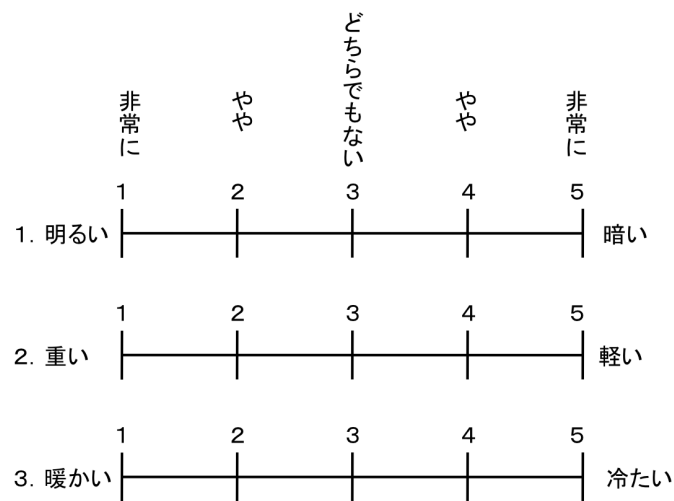 非常に
やや
どちらでもない
やや
非常に
1 2 3 4 5
1. 明るい 暗い
1 2 3 4 5
2. 重い 軽い
1 2 3 4 5
3. 暖かい 冷たい